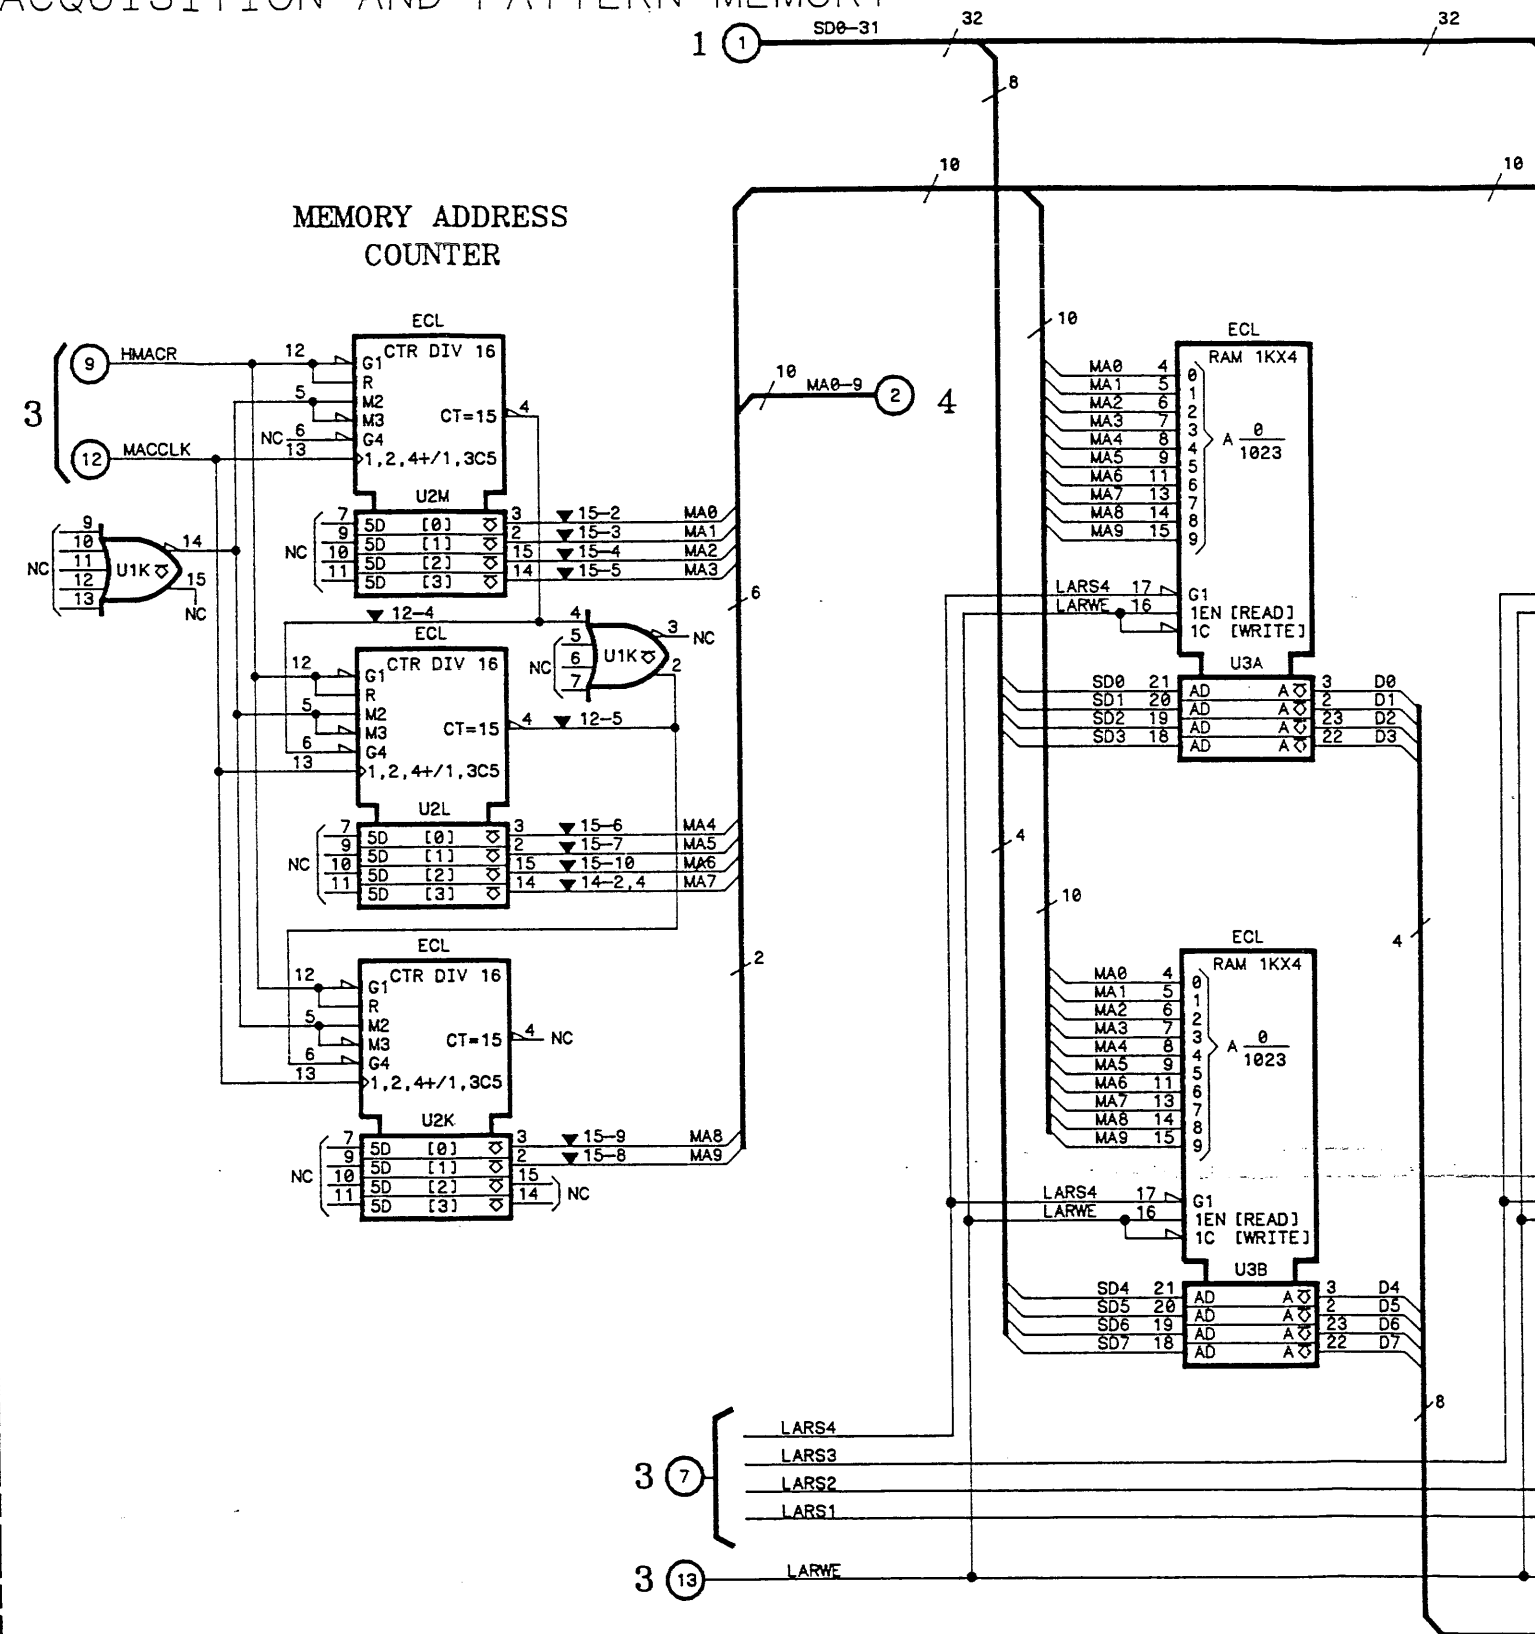 ACQUISITION AND PATTERN MEMORY
1
1
SD0-31
32
32
8
10
10
MEMORY ADDRESS
COUNTER
3
9
HMACR
12
MACCLK
ECL
CTR DIV 16
12
G1
R
5
M2
M3
NC
6
G4
13
1,2,4+/1,3C5
CT=15
4
U2M
NC
7 5D [0] 3 15-2 MA0
9 5D [1] 2 15-3 MA1
10 5D [2] 15 15-4 MA2
11 5D [3] 14 15-5 MA3
10
MA0-9
2
4
NC
9
10
11
12
13
U1K
14
15
NC
12-4
6
4
5
6
7
NC
U1K
3
NC
2
ECL
CTR DIV 16
12
G1
R
5
M2
M3
6
G4
13
1,2,4+/1,3C5
CT=15
4
12-5
U2L
NC
7 5D [0] 3 15-6 MA4
9 5D [1] 2 15-7 MA5
10 5D [2] 15 15-10 MA6
11 5D [3] 14 14-2,4 MA7
2
ECL
CTR DIV 16
12
G1
R
5
M2
M3
6
G4
13
1,2,4+/1,3C5
CT=15
4
NC
U2K
NC
7 5D [0] 3 15-9 MA8
9 5D [1] 2 15-8 MA9
10 5D [2] 15
11 5D [3] 14
NC
10
ECL
RAM 1KX4
MA0 4 0
MA1 5 1
MA2 6 2
MA3 7 3
MA4 8 4
MA5 9 5
MA6 11 6
MA7 13 7
MA8 14 8
MA9 15 9
A 0
1023
LARS4 17 G1
LARWE 16 1EN [READ]
1C [WRITE]
U3A
SD0 21 AD A 3 D0
SD1 20 AD A 2 D1
SD2 19 AD A 23 D2
SD3 18 AD A 22 D3
4
10
4
ECL
RAM 1KX4
MA0 4 0
MA1 5 1
MA2 6 2
MA3 7 3
MA4 8 4
MA5 9 5
MA6 11 6
MA7 13 7
MA8 14 8
MA9 15 9
A 0
1023
LARS4 17 G1
LARWE 16 1EN [READ]
1C [WRITE]
U3B
SD4 21 AD A 3 D4
SD5 20 AD A 2 D5
SD6 19 AD A 23 D6
SD7 18 AD A 22 D7
8
3
7
LARS4
LARS3
LARS2
LARS1
3
13
LARWE